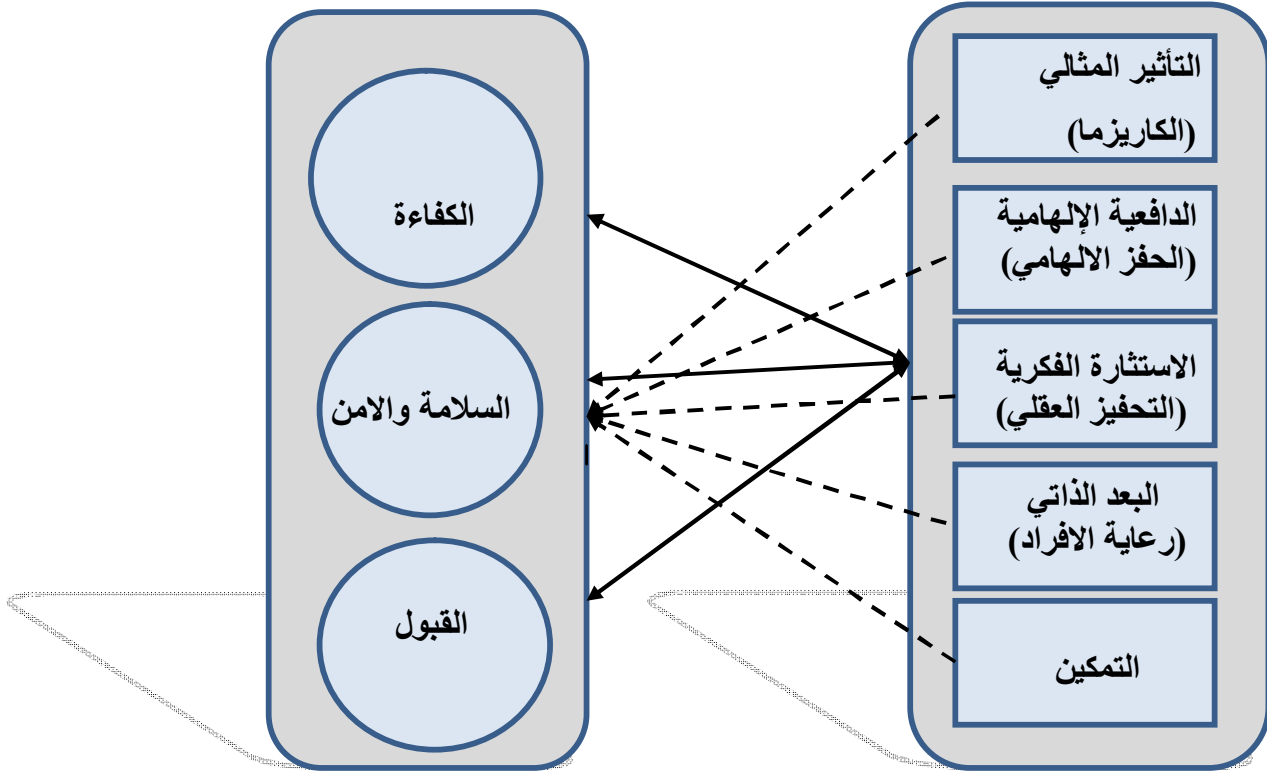 التأثير المثالي
(الكاريزما)
الدافعية الإلهامية
(الحفز الالهامي)
الاستثارة الفكرية
(التحفيز العقلي)
البعد الذاتي
(رعاية الافراد)
التمكين
الكفاءة
السلامة والامن
القبول